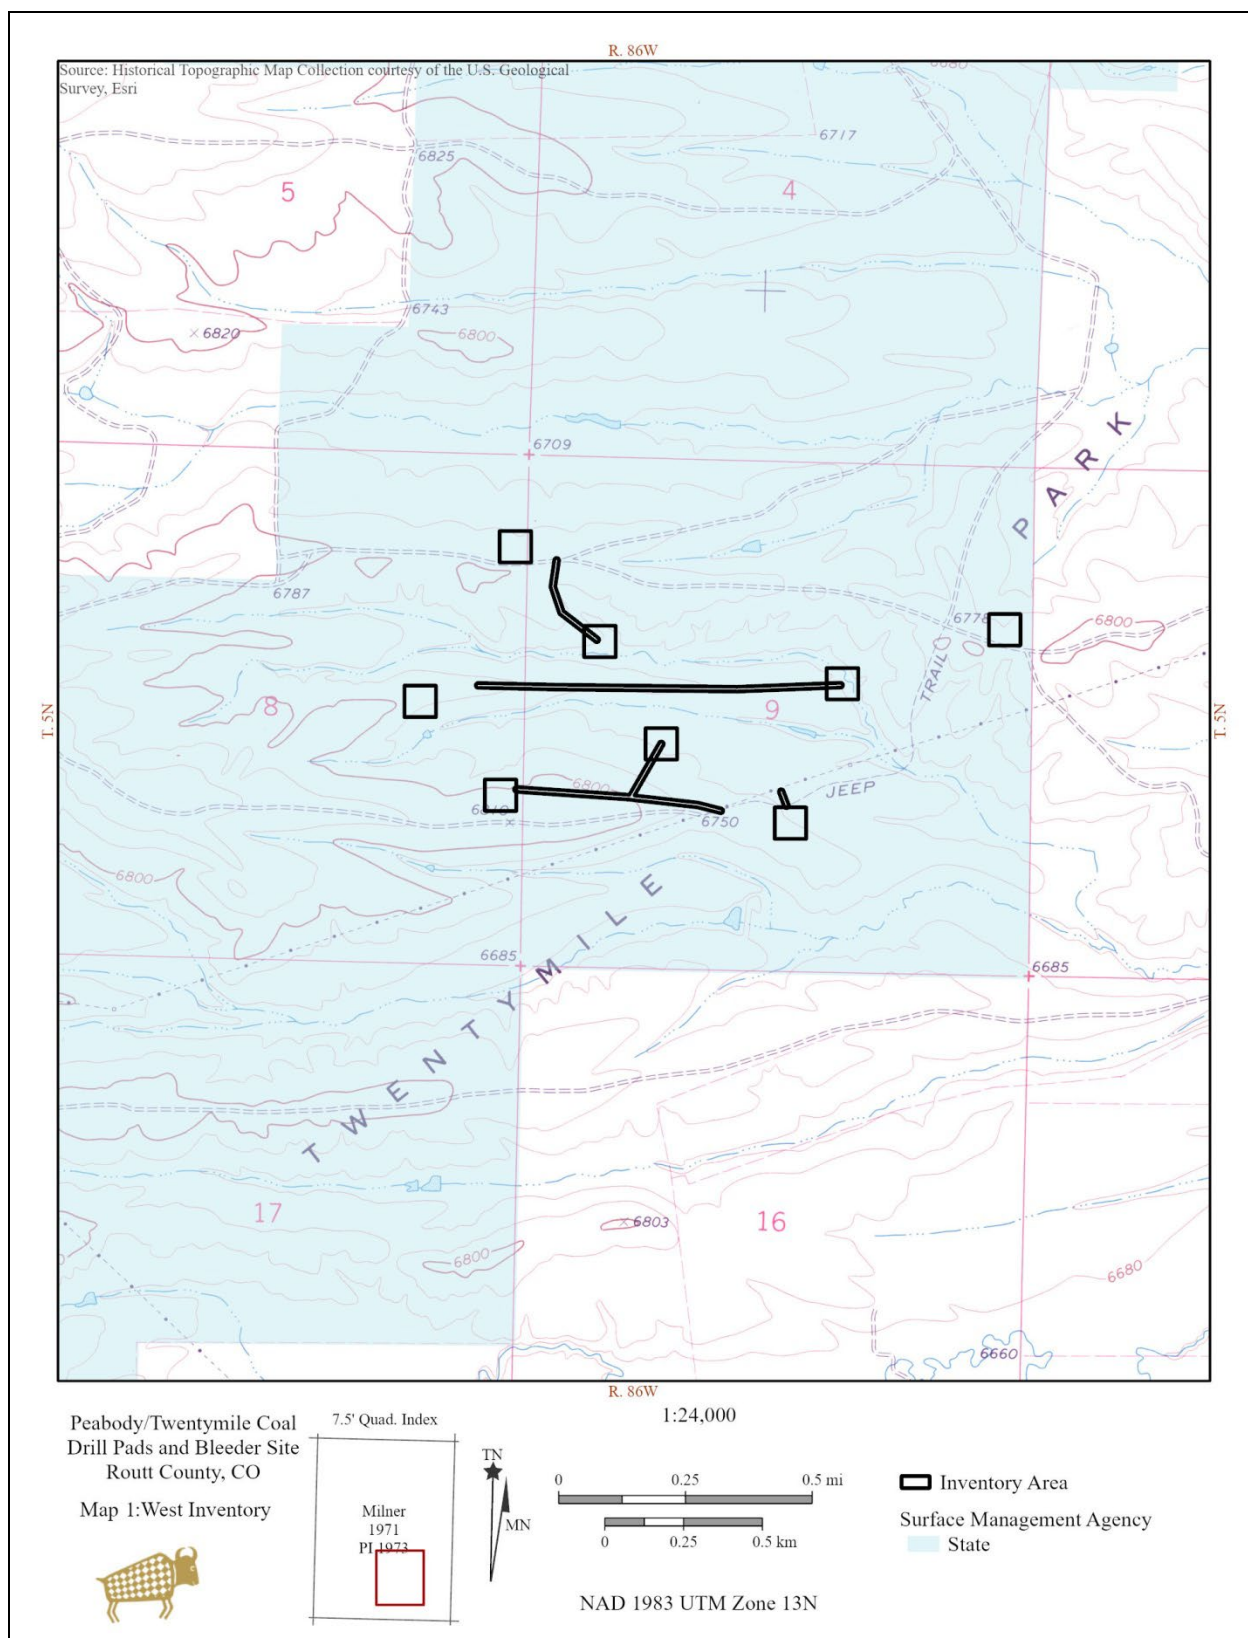 R. 86W
Source: Historical Topographic Map Collection courtesy of the U.S. Geological
Survey, Esri
6680
6717
6825
5
4
6743
6820
6800
6709
PARK
6787
6778
6800
TRAIL
8
9
T. 5N
T. 5N
6800
JEEP
6750
6800
TWENTYMILE
6685
6685
17
16
6803
6800
6680
6660
R. 86W
Peabody/Twentymile Coal
Drill Pads and Bleeder Site
Routt County, CO
Map 1:West Inventory
7.5' Quad. Index
Milner
1971
PI 1973
TN
MN
1:24,000
0 0.25 0.5 mi
0 0.25 0.5 km
NAD 1983 UTM Zone 13N
Inventory Area
Surface Management Agency
State